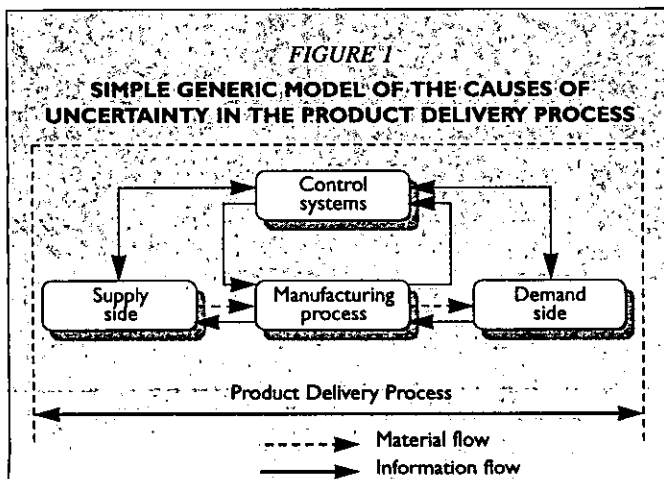 FIGURE 1
SIMPLE GENERIC MODEL OF THE CAUSES OF
UNCERTAINTY IN THE PRODUCT DELIVERY PROCESS
Control
systems
Supply
side
Manufacturing
process
Demand
side
Product Delivery Process
Material flow
Information flow